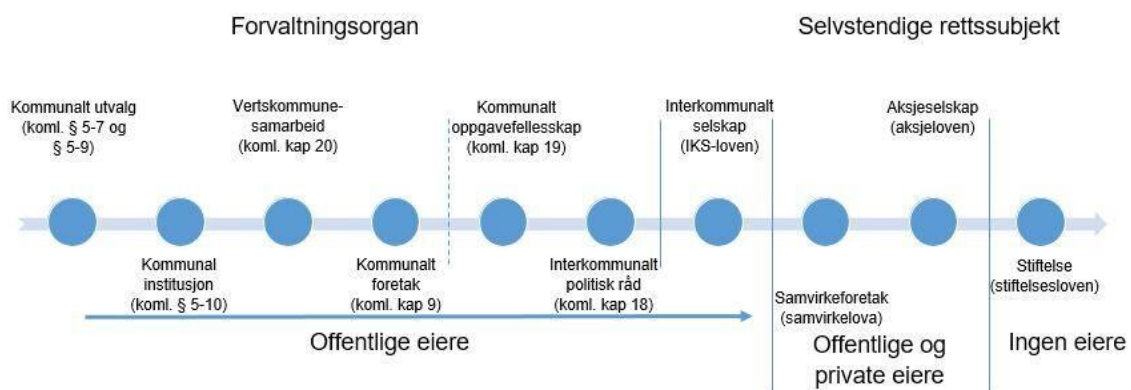 Forvaltningsorgan
Selvstendige rettssubjekt
Kommunalt utvalg
(koml. § 5-7 og
§ 5-9)
Vertskommune-
samarbeid
(koml. kap 20)
Kommunalt
oppgavefellesskap
(koml. kap 19)
Interkommunalt
selskap
(IKS-loven)
Aksjeselskap
(aksjeloven)
Kommunal
institusjon
(koml. § 5-10)
Kommunalt
foretak
(koml. kap 9)
Interkommunalt
politisk råd
(koml. kap 18)
Samvirkeforetak
(samvirkelova)
Stiftelse
(stiftelsesloven)
Offentlige eiere
Offentlige og
private eiere
Ingen eiere